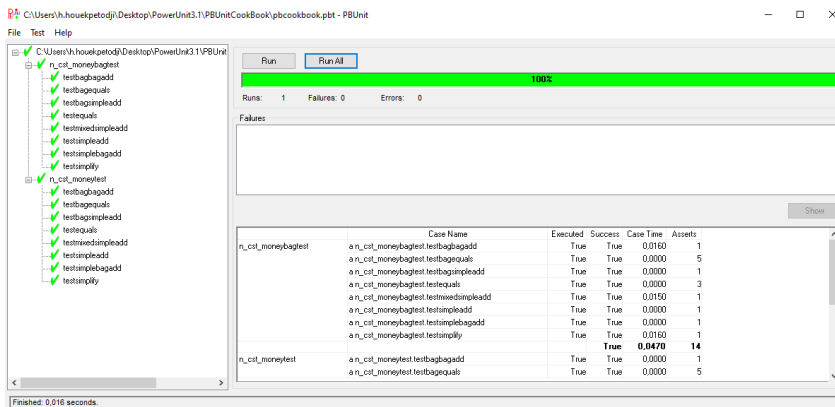 C:\Users\h.houekpetodji\Desktop\PowerUnit3.1\PBUnitCookBook\pbcookbook.pbt - PBUnit
File Test Help
C:\Users\h.houekpetodji\Desktop\PowerUnit3.1\PBUnit
n_cst_moneybagtest
testbagbagadd
testbagequals
testbagsimpleadd
testequals
testmixedsimpleadd
testsimpleadd
testsimplebagadd
testsimplify
n_cst_moneytest
testbagbagadd
testbagequals
testbagsimpleadd
testequals
testmixedsimpleadd
testsimpleadd
testsimplebagadd
testsimplify
Run Run All
100%
Runs: 1 Failures: 0 Errors: 0
Failures
Show
Case Name Executed Success Case Time Asserts
n_cst_moneybagtest a n_cst_moneybagtest.testbagbagadd True True 0,0160 1
a n_cst_moneybagtest.testbagequals True True 0,0000 5
a n_cst_moneybagtest.testbagsimpleadd True True 0,0000 1
a n_cst_moneybagtest.testequals True True 0,0000 3
a n_cst_moneybagtest.testmixedsimpleadd True True 0,0150 1
a n_cst_moneybagtest.testsimpleadd True True 0,0000 1
a n_cst_moneybagtest.testsimplebagadd True True 0,0000 1
a n_cst_moneybagtest.testsimplify True True 0,0160 1
True 0,0470 14
n_cst_moneytest a n_cst_moneytest.testbagbagadd True True 0,0000 1
a n_cst_moneytest.testbagequals True True 0,0000 5
Finished: 0,016 seconds.